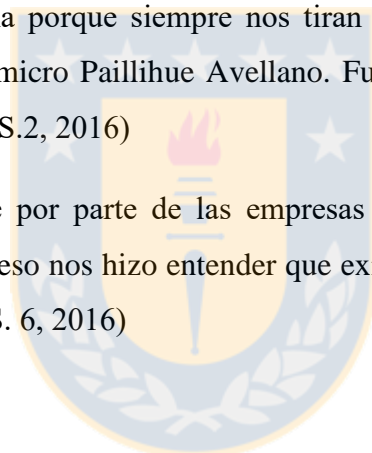 a porque siempre nos tiran
micro Paillihue Avellano. Fu
S.2, 2016)
por parte de las empresas
eso nos hizo entender que ex
S. 6, 2016)